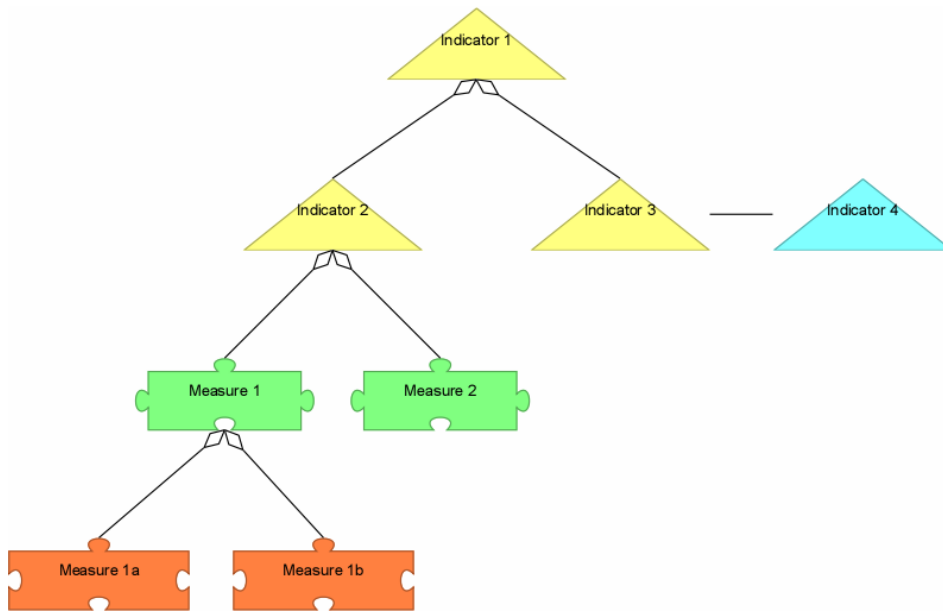 Indicator 1
Indicator 2
Indicator 3
Indicator 4
Measure 1
Measure 2
Measure 1a
Measure 1b